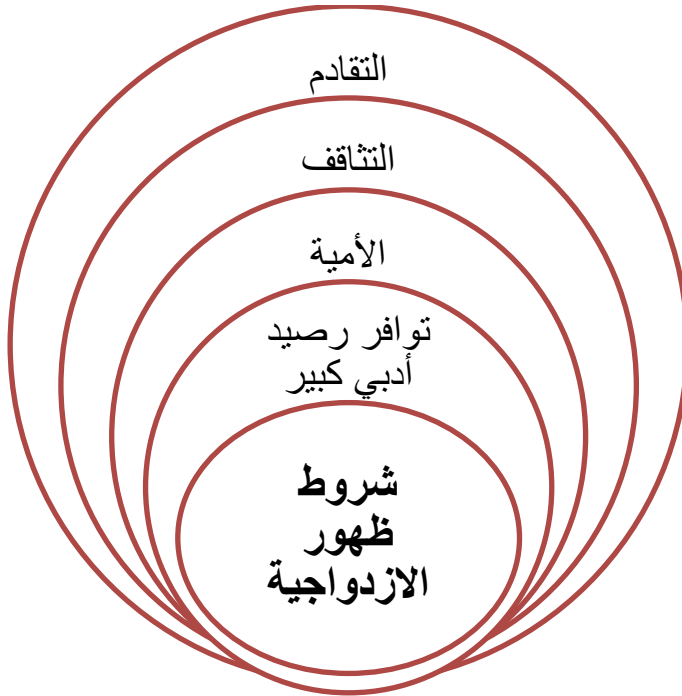 التقادم
التثاقف
الأمية
توافر رصيد
أدبي كبير
شروط
ظهور
الازدواجية